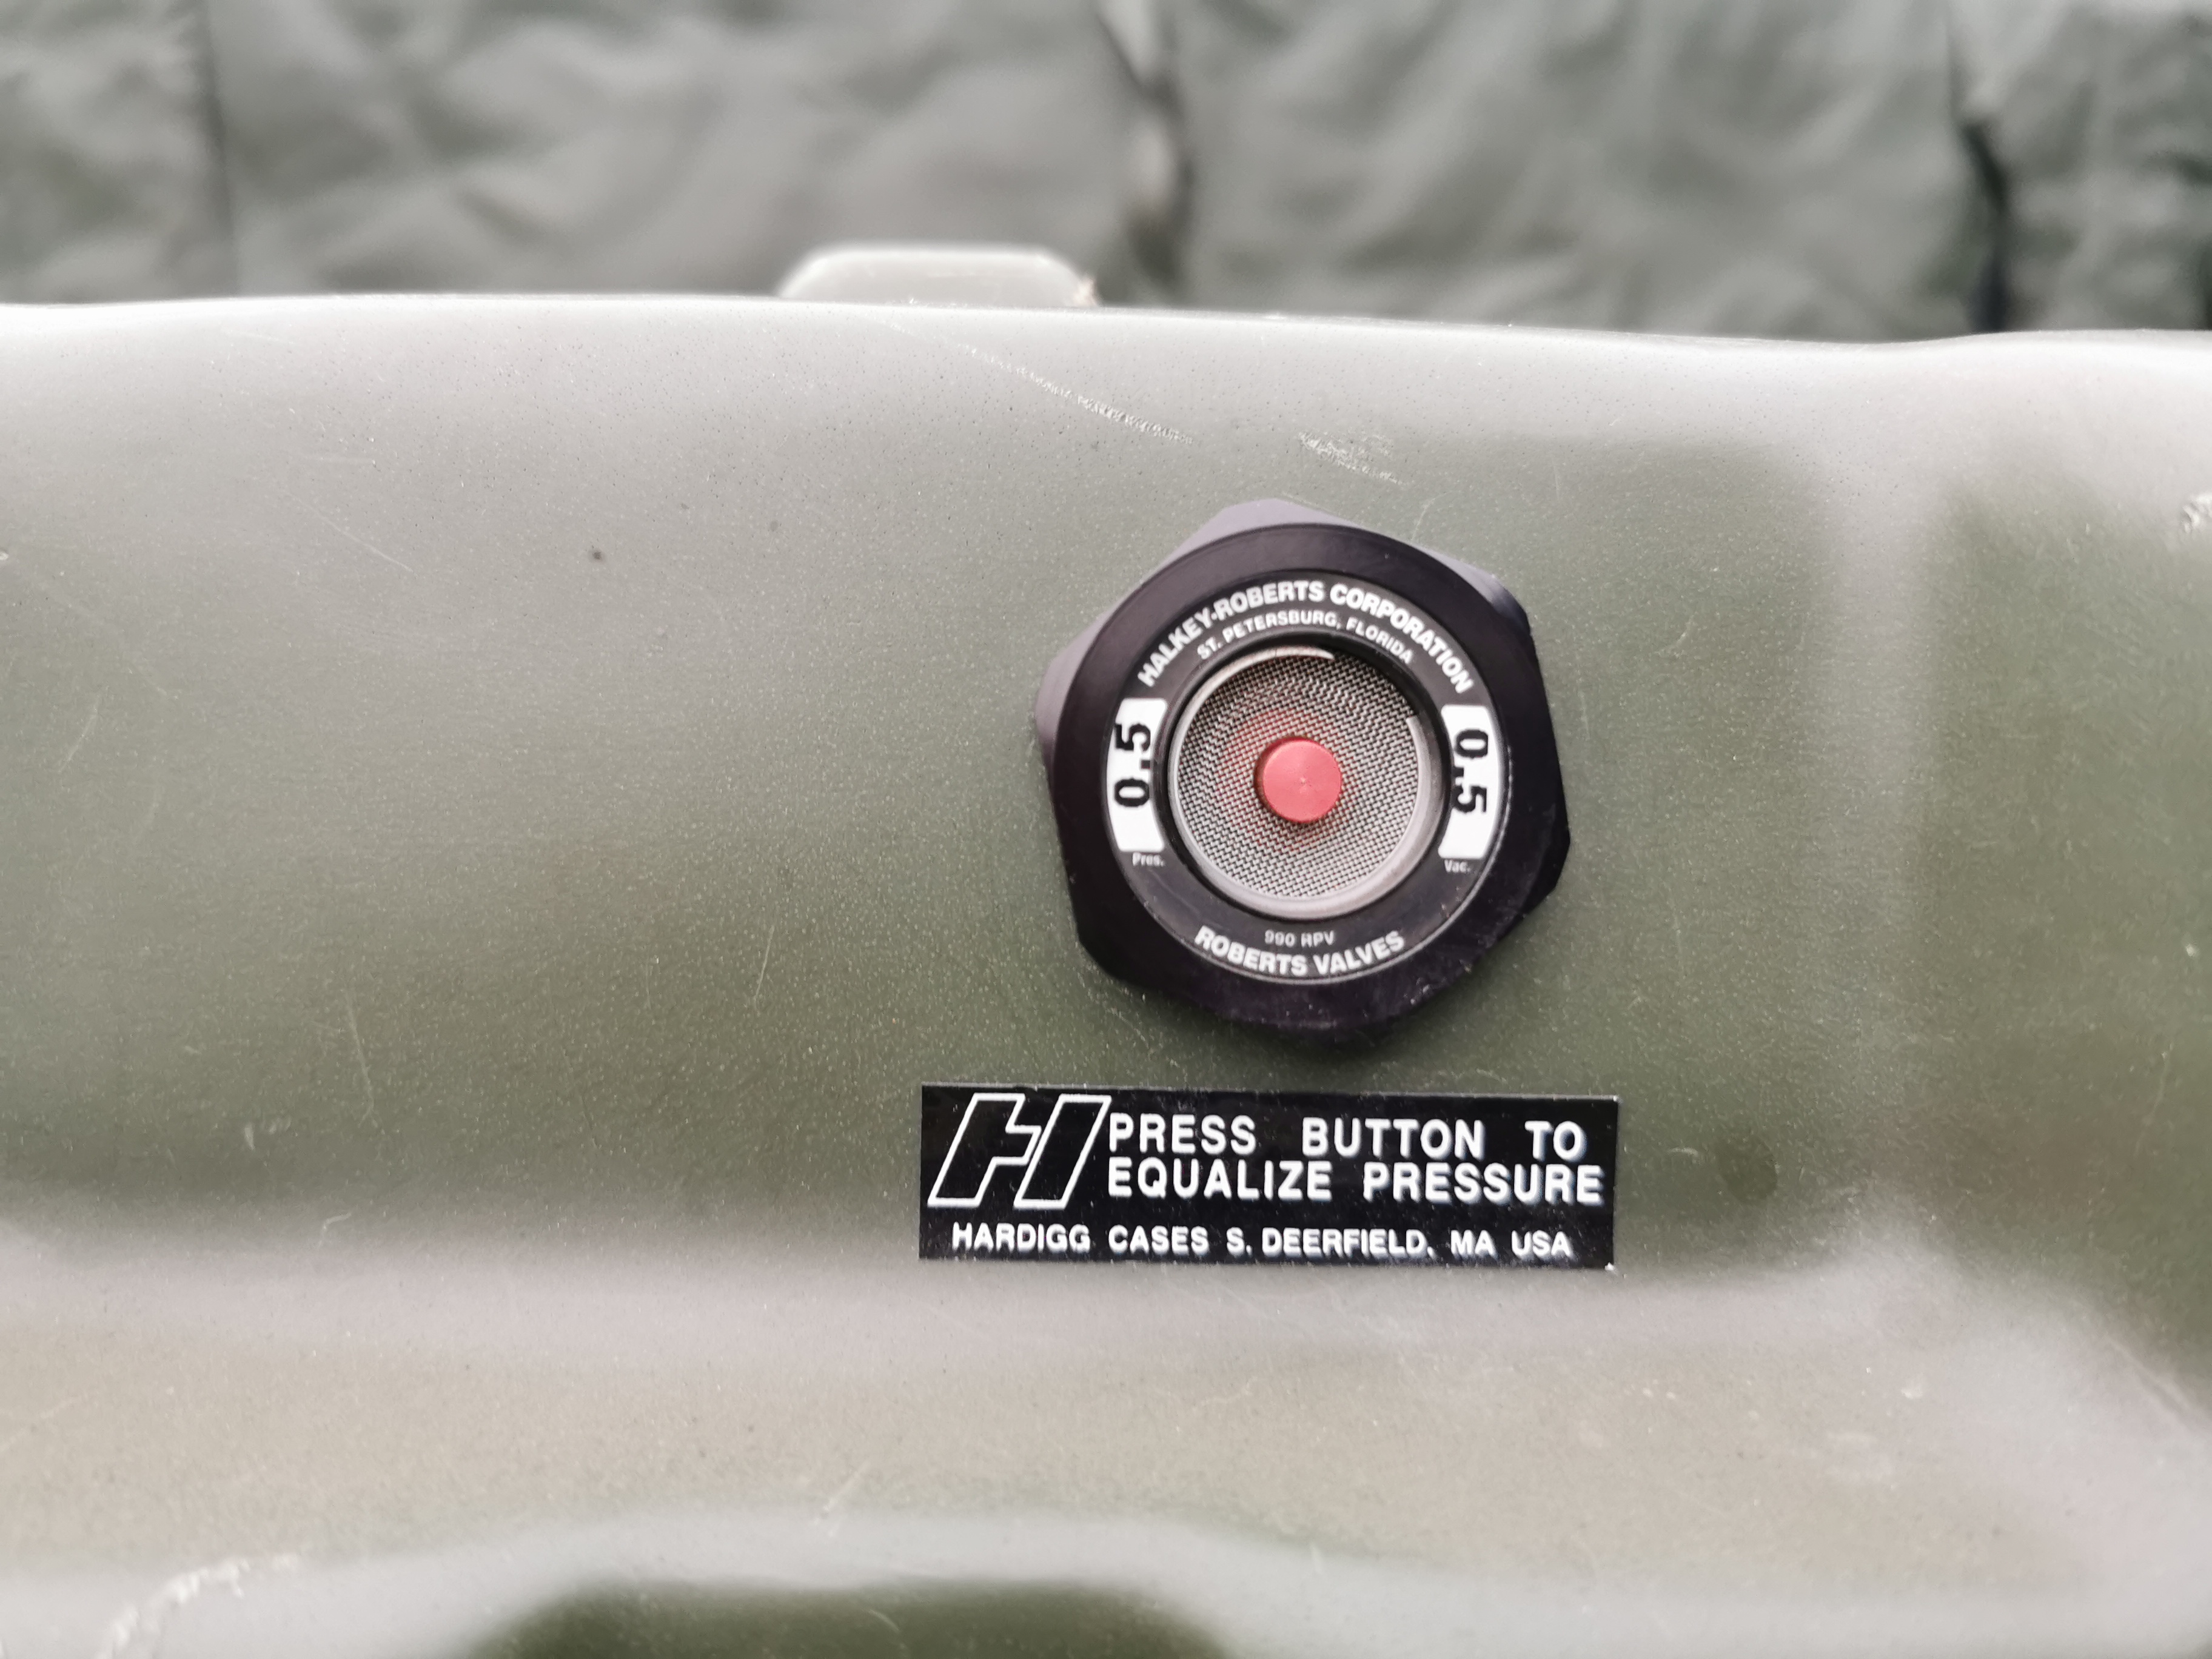 HALKEY-ROBERTS CORPORATION
ST. PETERSBURG, FLORIDA
0.5
0.5
Pres.
Vac.
990 RPV
ROBERTS VALVES
H PRESS BUTTON TO
EQUALIZE PRESSURE
HARDIGG CASES S. DEERFIELD, MA USA